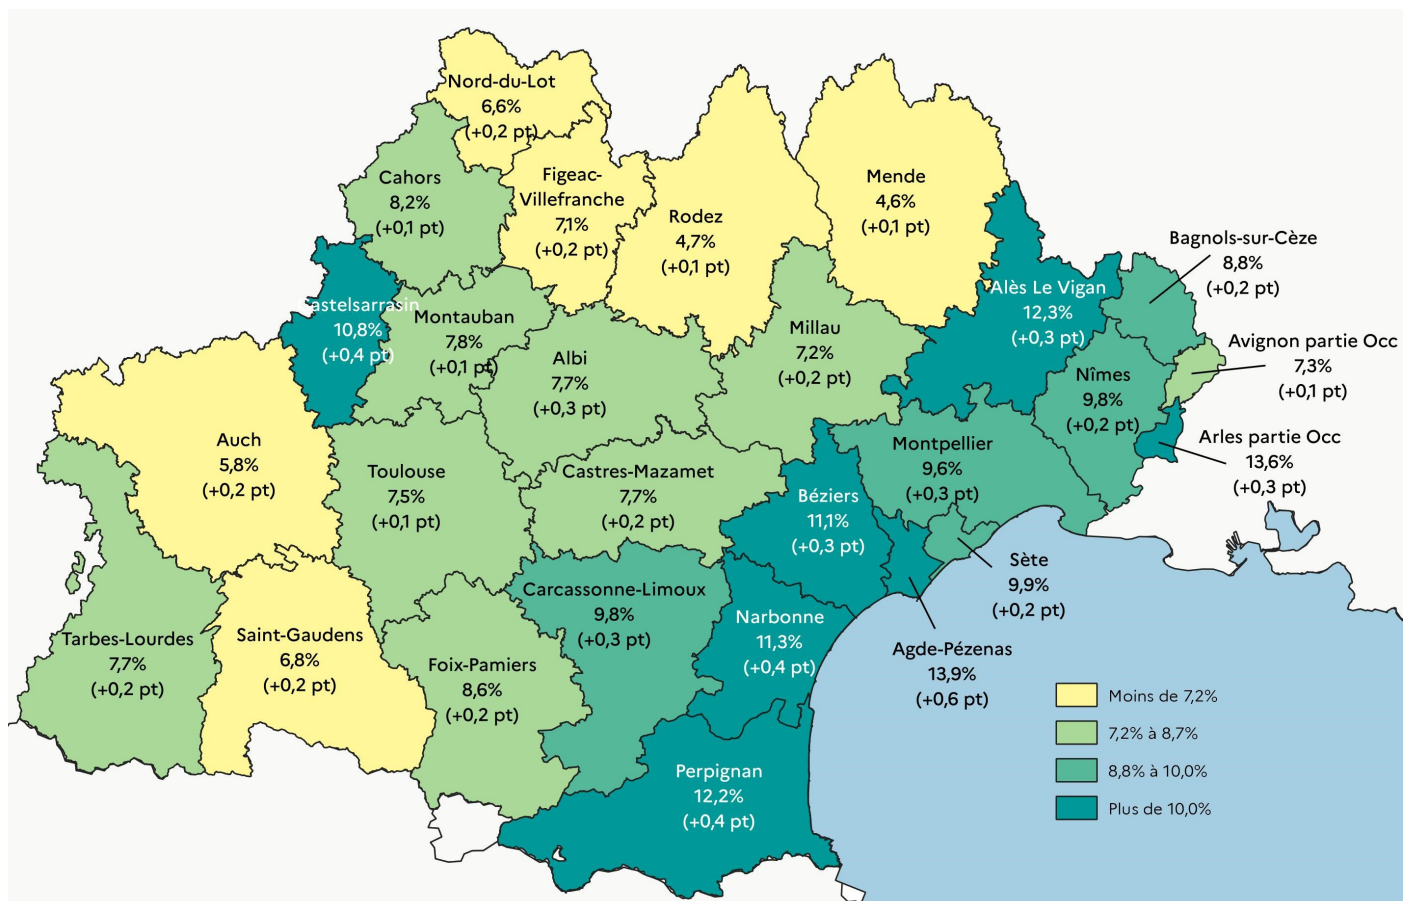 Nord-du-Lot
6,6%
(+0,2 pt)
Cahors
8,2%
(+0,1 pt)
Figeac-
Villefranche
7,1%
(+0,2 pt)
Rodez
4,7%
(+0,1 pt)
Mende
4,6%
(+0,1 pt)
Bagnols-sur-Cèze
8,8%
(+0,2 pt)
Castelsarrasin
10,8%
(+0,4 pt)
Montauban
7,8%
(+0,1 pt)
Albi
7,7%
(+0,3 pt)
Millau
7,2%
(+0,2 pt)
Alès Le Vigan
12,3%
(+0,3 pt)
Avignon partie Occ
7,3%
(+0,1 pt)
Nîmes
9,8%
(+0,2 pt)
Arles partie Occ
13,6%
(+0,3 pt)
Auch
5,8%
(+0,2 pt)
Toulouse
7,5%
(+0,1 pt)
Castres-Mazamet
7,7%
(+0,2 pt)
Béziers
11,1%
(+0,3 pt)
Montpellier
9,6%
(+0,3 pt)
Sète
9,9%
(+0,2 pt)
Tarbes-Lourdes
7,7%
(+0,2 pt)
Saint-Gaudens
6,8%
(+0,2 pt)
Foix-Pamiers
8,6%
(+0,2 pt)
Carcassonne-Limoux
9,8%
(+0,3 pt)
Narbonne
11,3%
(+0,4 pt)
Agde-Pézenas
13,9%
(+0,6 pt)
Perpignan
12,2%
(+0,4 pt)
Moins de 7,2%
7,2% à 8,7%
8,8% à 10,0%
Plus de 10,0%